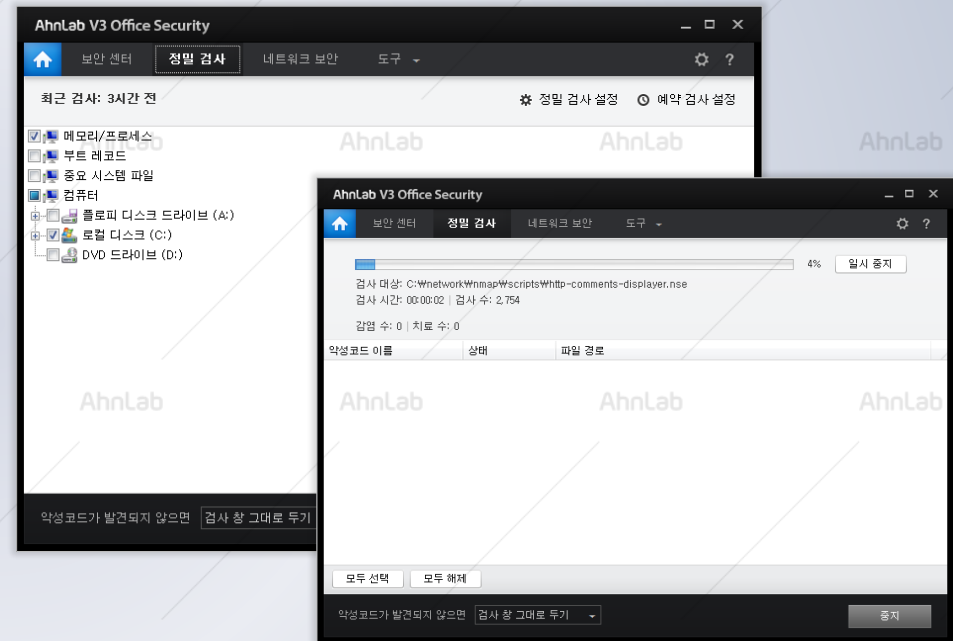 AhnLab V3 Office Security
보안 센터 정밀 검사 네트워크 보안 도구 ?
최근 검사: 3시간 전 정밀 검사 설정 예약 검사 설정
메모리/프로세스
부트 레코드
중요 시스템 파일
컴퓨터
플로피 디스크 드라이브 (A:)
로컬 디스크 (C:)
DVD 드라이브 (D:)
악성코드가 발견되지 않으면 검사 창 그대로 두기
AhnLab V3 Office Security
보안 센터 정밀 검사 네트워크 보안 도구 ?
4% 일시 중지
검사 대상: C:₩network₩nmap₩scripts₩http-comments-displayer.nse
검사 시간: 00:00:02 | 검사 수: 2,754
감염 수: 0 | 치료 수: 0
악성코드 이름 상태 파일 경로
모두 선택 모두 해제
악성코드가 발견되지 않으면 검사 창 그대로 두기 중지
AhnLab AhnLab AhnLab AhnLab
AhnLab AhnLab AhnLab AhnLab